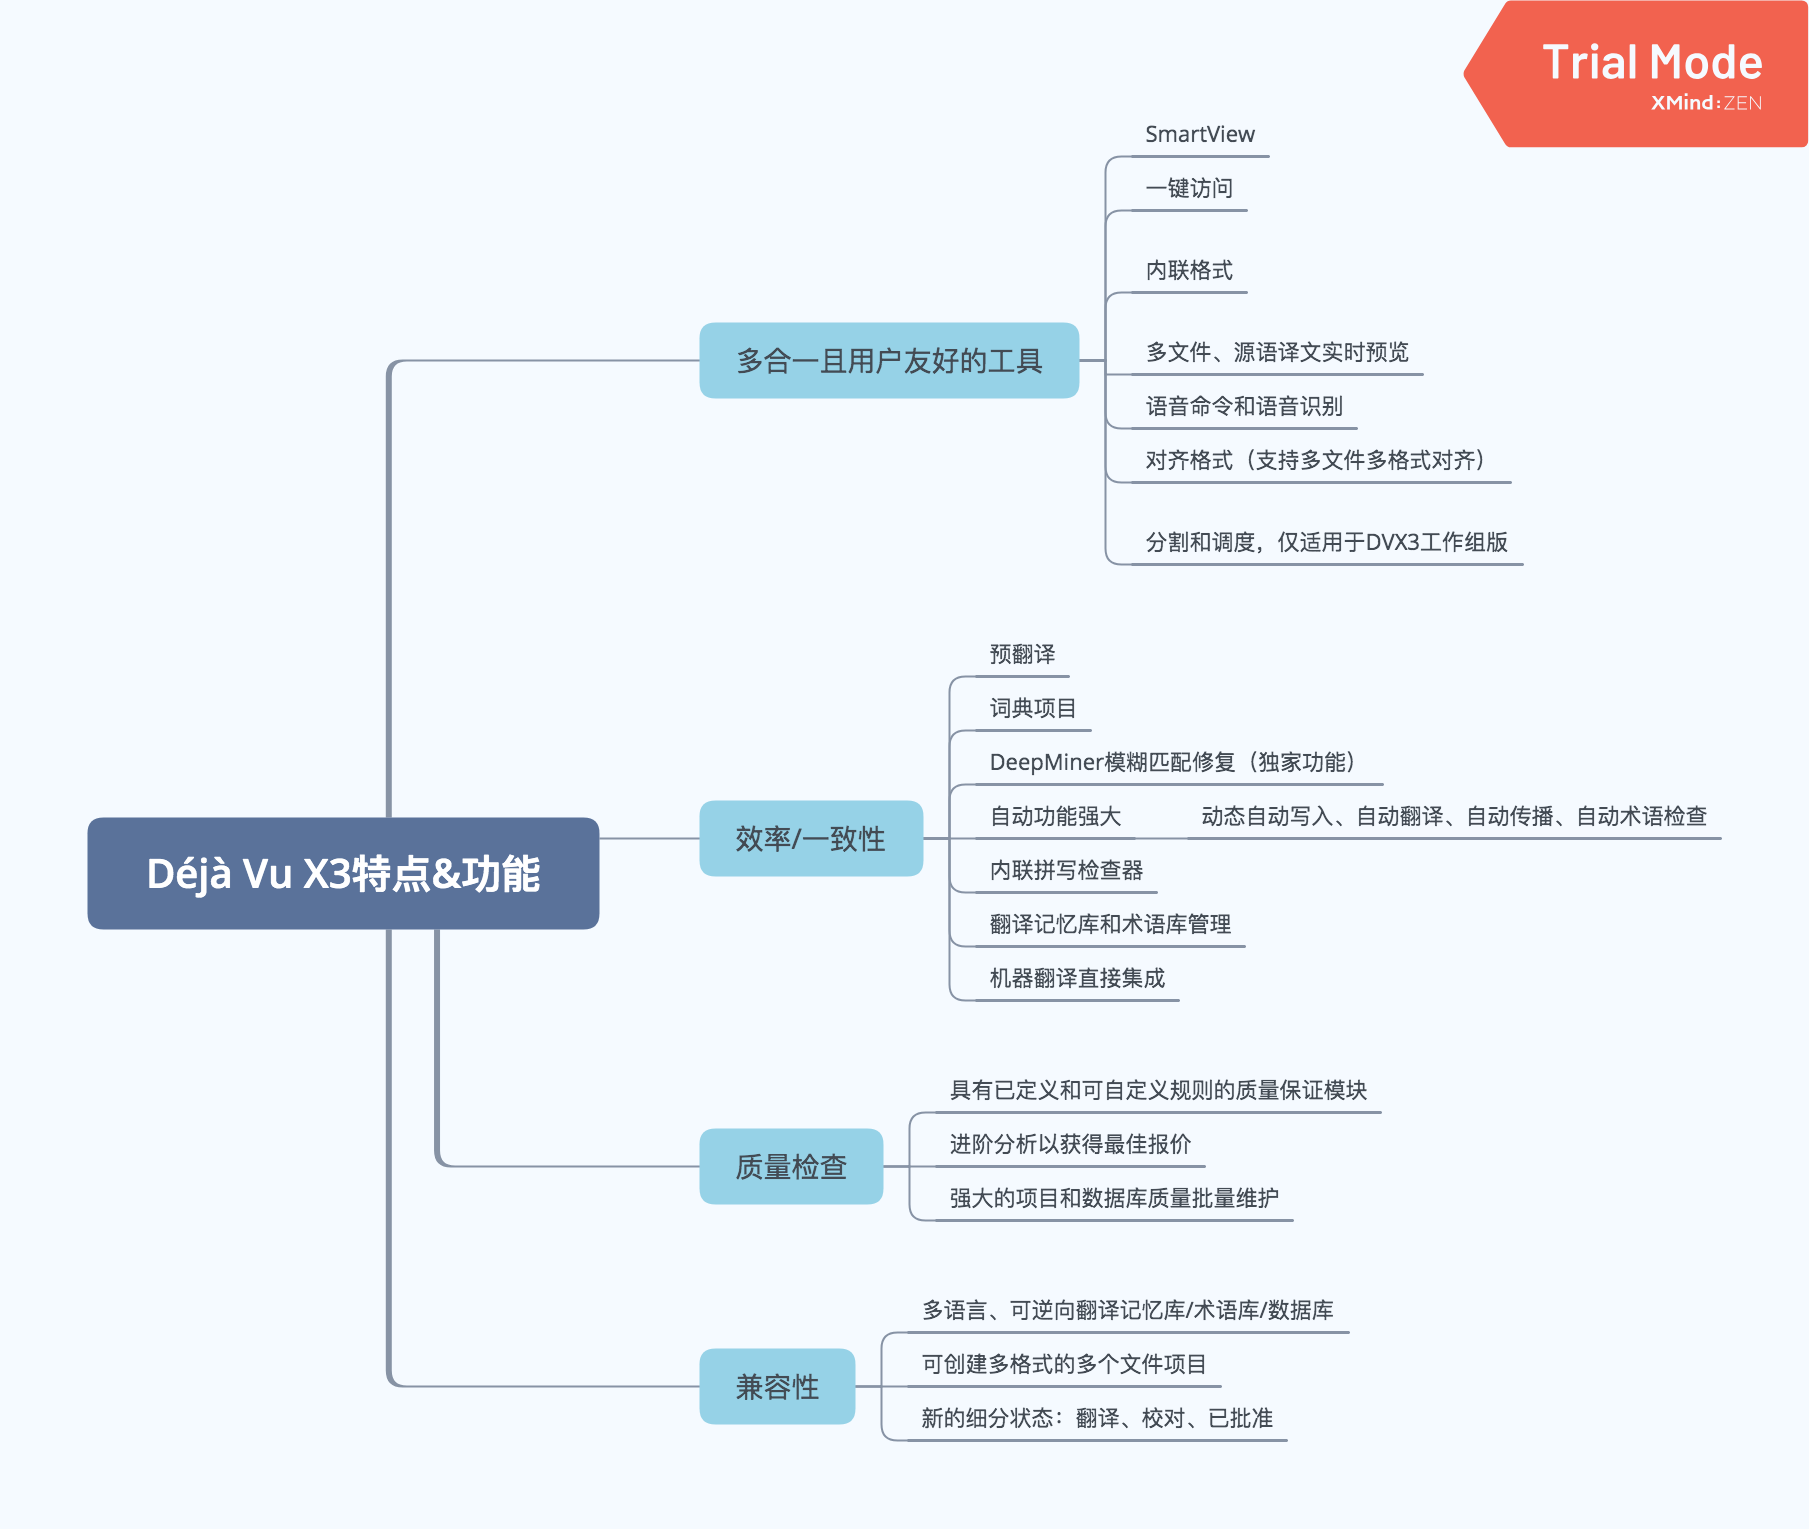 Trial Mode
XMind:ZEN
Déjà Vu X3特点&功能
多合一且用户友好的工具
SmartView
一键访问
内联格式
多文件、源语译文实时预览
语音命令和语音识别
对齐格式（支持多文件多格式对齐）
分割和调度，仅适用于DVX3工作组版
效率/一致性
预翻译
词典项目
DeepMiner模糊匹配修复（独家功能）
自动功能强大
动态自动写入、自动翻译、自动传播、自动术语检查
内联拼写检查器
翻译记忆库和术语库管理
机器翻译直接集成
质量检查
具有已定义和可自定义规则的质量保证模块
进阶分析以获得最佳报价
强大的项目和数据库质量批量维护
兼容性
多语言、可逆向翻译记忆库/术语库/数据库
可创建多格式的多个文件项目
新的细分状态：翻译、校对、已批准